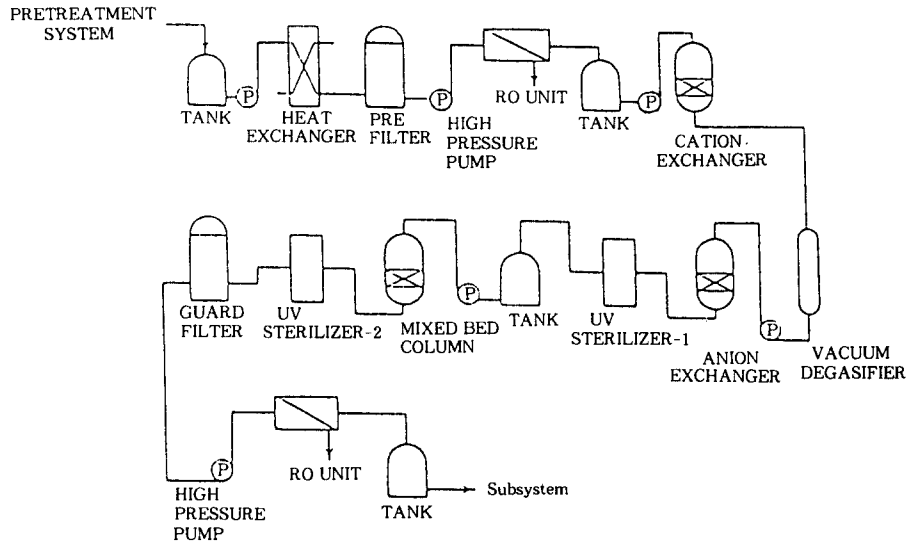 PRETREATMENT
SYSTEM
TANK
P
HEAT
EXCHANGER
PRE
FILTER
P
HIGH
PRESSURE
PUMP
RO UNIT
TANK
P
CATION
EXCHANGER
GUARD
FILTER
UV
STERILIZER-2
MIXED BED
COLUMN
P
TANK
UV
STERILIZER-1
ANION
EXCHANGER
P
VACUUM
DEGASIFIER
HIGH
PRESSURE
PUMP
P
RO UNIT
TANK
Subsystem